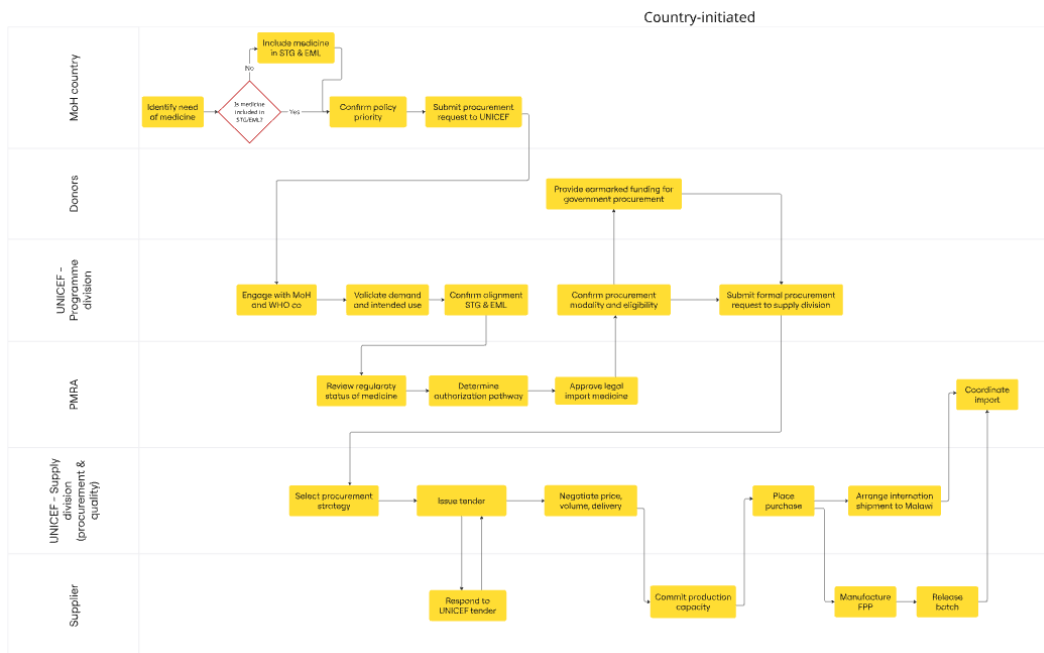 Country-initiated
MoH country
Include medicine
in STG & EML
No
Identify need
of medicine
Is medicine
included in
STG/EML?
Yes
Confirm policy
priority
Submit procurement
request to UNICEF
Donors
Provide earmarked funding for
government procurement
UNICEF -
Programme
division
Engage with MoH
and WHO co
Validate demand
and intended use
Confirm alignment
STG & EML
Confirm procurement
modality and eligibility
Submit formal procurement
request to supply division
PMRA
Review regularaty
status of medicine
Determine
authorization pathway
Approve legal
import medicine
Coordinate
import
UNICEF - Supply
division
(procurement &
quality)
Select procurement
strategy
Issue tender
Negotiate price,
volume, delivery
Place
purchase
Arrange internation
shipment to Malawi
Supplier
Respond to
UNICEF tender
Commit production
capacity
Manufacture
FPP
Release
batch